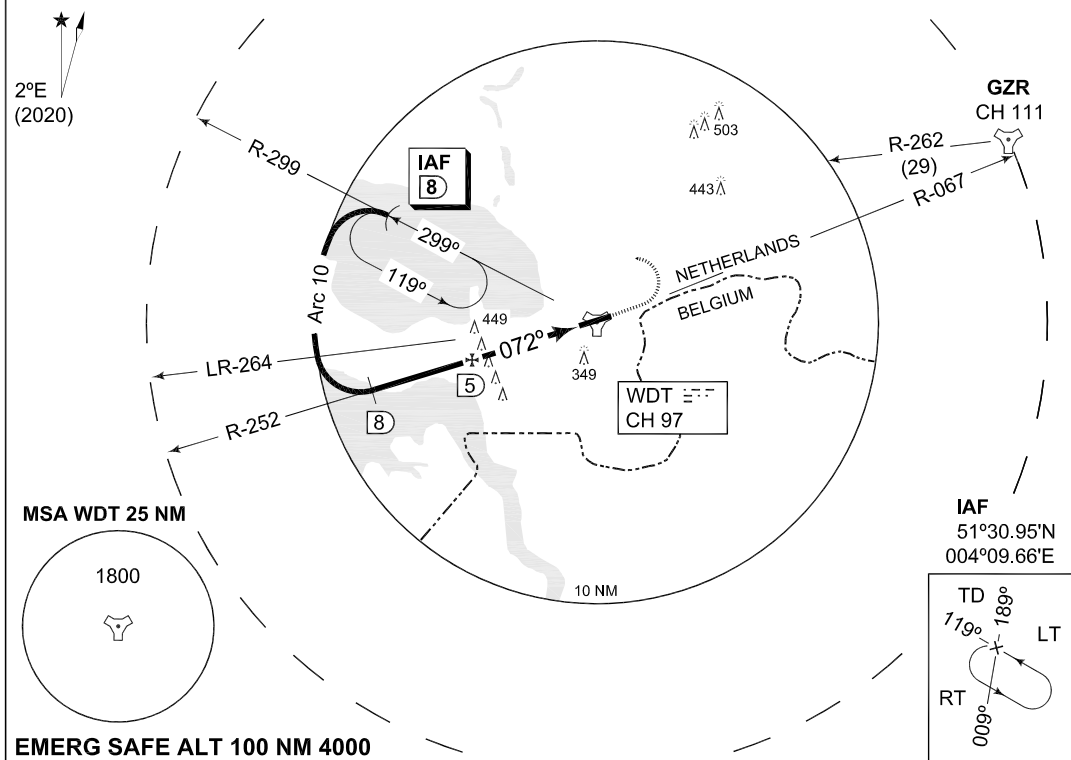 2ºE
(2020)
GZR
CH 111
R-262
(29)
R-067
R-299
IAF
8
503
443
299º
119º
Arc 10
NETHERLANDS
BELGIUM
449
072º
LR-264
5
349
R-252
8
WDT
CH 97
MSA WDT 25 NM
1800
10 NM
IAF
51º30.95'N
004º09.66'E
TD
119º
189º
LT
RT
009º
EMERG SAFE ALT 100 NM 4000